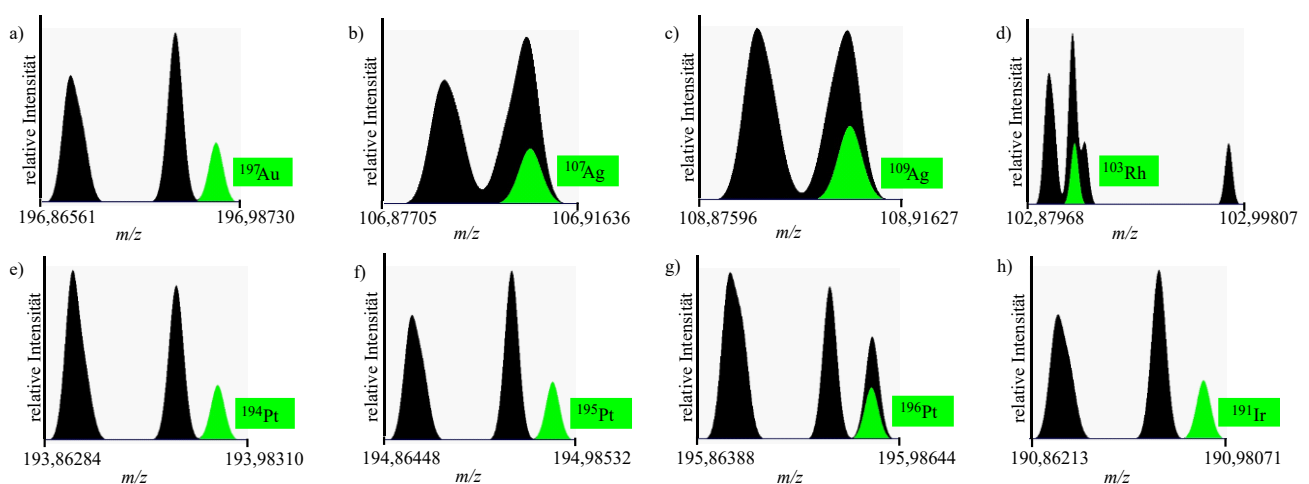 a)
relative Intensität
¹⁹⁷Au
196,86561
196,98730
m/z
b)
relative Intensität
¹⁰⁷Ag
106,87705
106,91636
m/z
c)
relative Intensität
¹⁰⁹Ag
108,87596
108,91627
m/z
d)
relative Intensität
¹⁰³Rh
102,87968
102,99807
m/z
e)
relative Intensität
¹⁹⁴Pt
193,86284
193,98310
m/z
f)
relative Intensität
¹⁹⁵Pt
194,86448
194,98532
m/z
g)
relative Intensität
¹⁹⁶Pt
195,86388
195,98644
m/z
h)
relative Intensität
¹⁹¹Ir
190,86213
190,98071
m/z